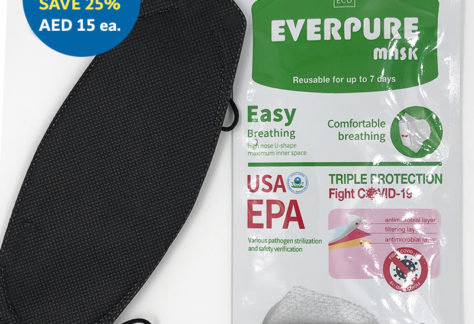 SAVE 25%
AED 15 ea.
ECO
EVERPURE
MASK
Reusable for up to 7 days
Easy
Breathing
high nose U-shape
maximum inner space
Comfortable
breathing
USA
EPA
Various pathogen strilization
and safety verification
TRIPLE PROTECTION
Fight COVID-19
antimicrobial layer
filtering layer
antimicrobial layer